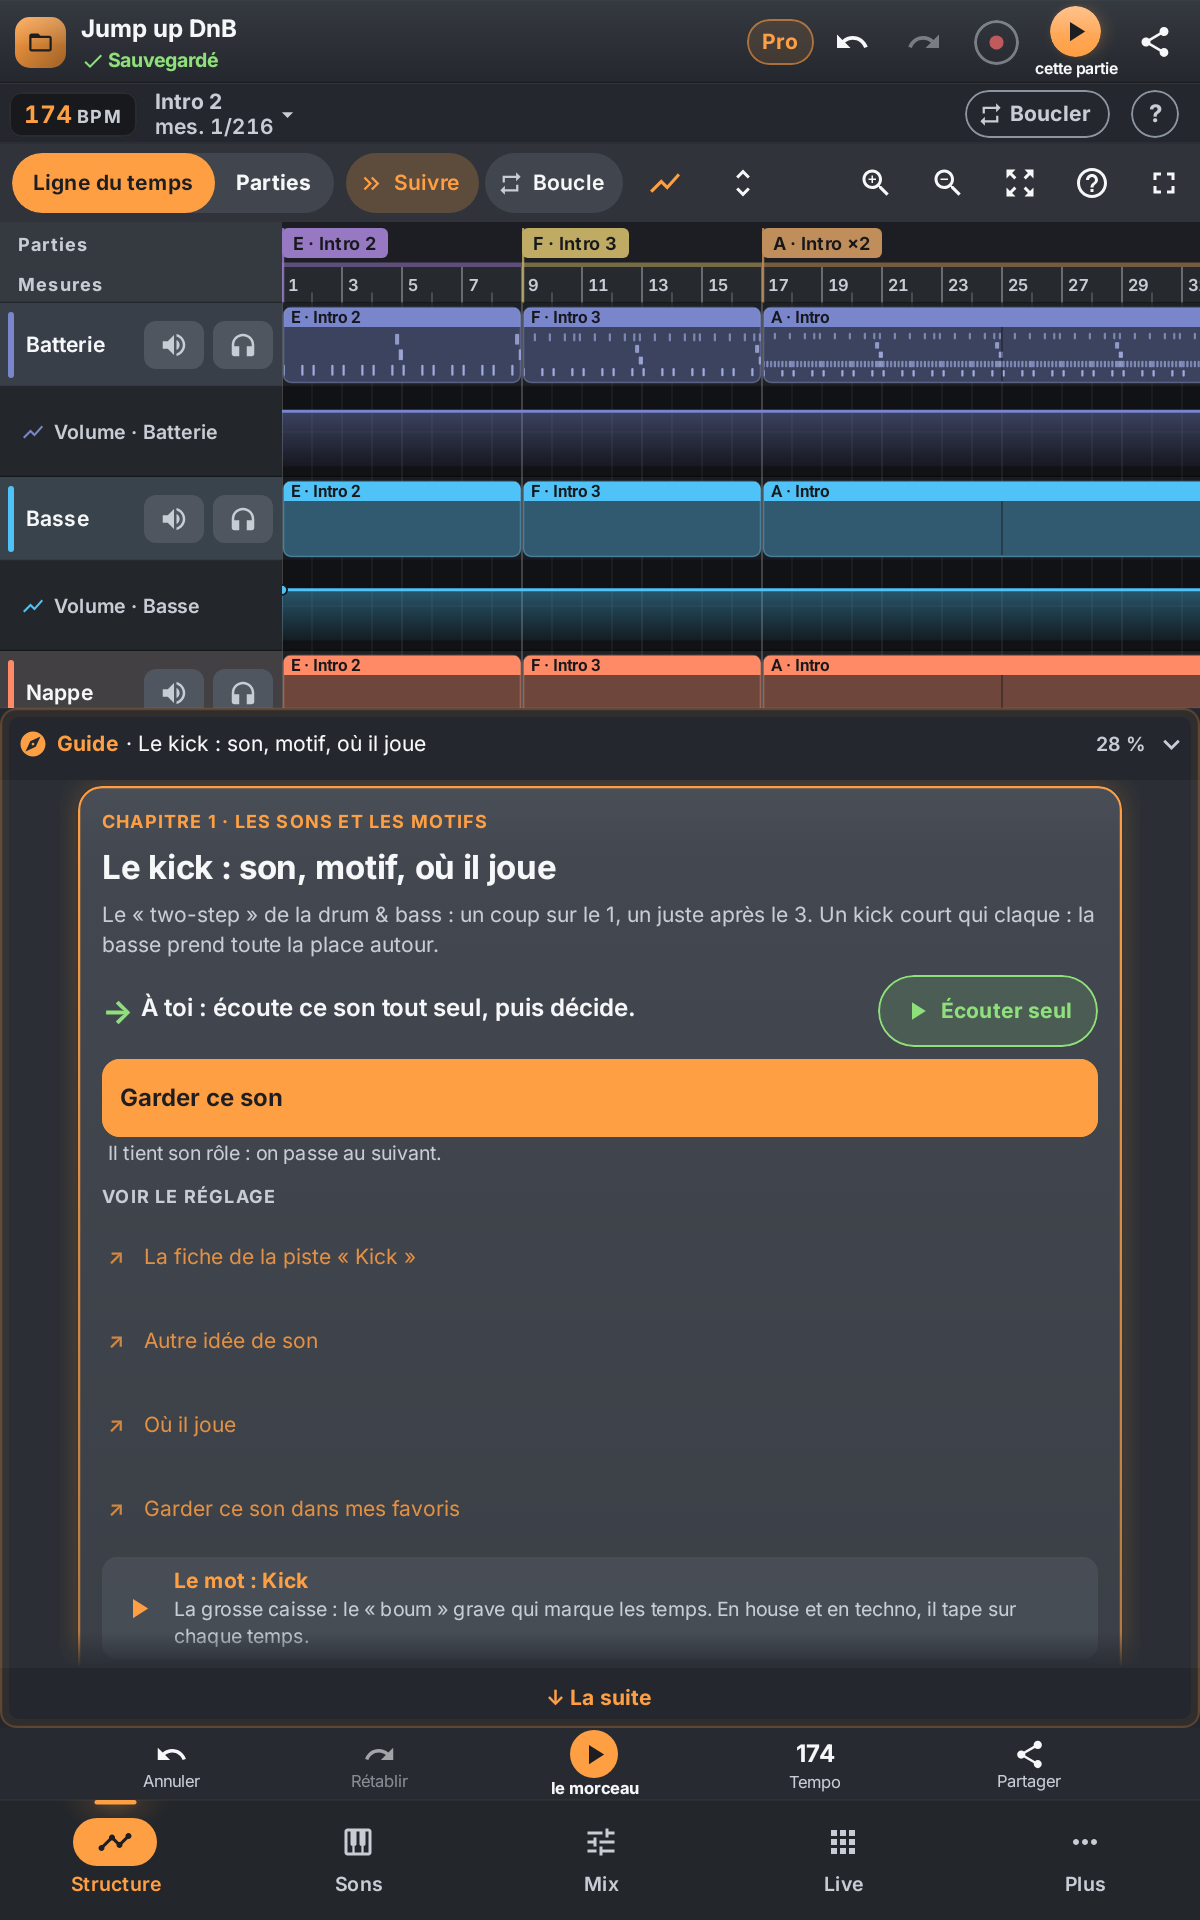 Jump up DnB
Sauvegardé
Pro
cette partie
174 BPM
Intro 2
mes. 1/216
Boucler
?
Ligne du temps
Parties
Suivre
Boucle
Parties
E · Intro 2
F · Intro 3
A · Intro ×2
Mesures
1 3 5 7 9 11 13 15 17 19 21 23 25 27 29
Batterie
E · Intro 2
F · Intro 3
A · Intro
Volume · Batterie
Basse
E · Intro 2
F · Intro 3
A · Intro
Volume · Basse
Nappe
E · Intro 2
F · Intro 3
A · Intro
Guide · Le kick : son, motif, où il joue
28 %
CHAPITRE 1 · LES SONS ET LES MOTIFS
Le kick : son, motif, où il joue
Le « two-step » de la drum & bass : un coup sur le 1, un juste après le 3. Un kick court qui claque : la
basse prend toute la place autour.
À toi : écoute ce son tout seul, puis décide.
Écouter seul
Garder ce son
Il tient son rôle : on passe au suivant.
VOIR LE RÉGLAGE
La fiche de la piste « Kick »
Autre idée de son
Où il joue
Garder ce son dans mes favoris
Le mot : Kick
La grosse caisse : le « boum » grave qui marque les temps. En house et en techno, il tape sur
chaque temps.
La suite
Annuler
Rétablir
le morceau
174
Tempo
Partager
Structure
Sons
Mix
Live
Plus